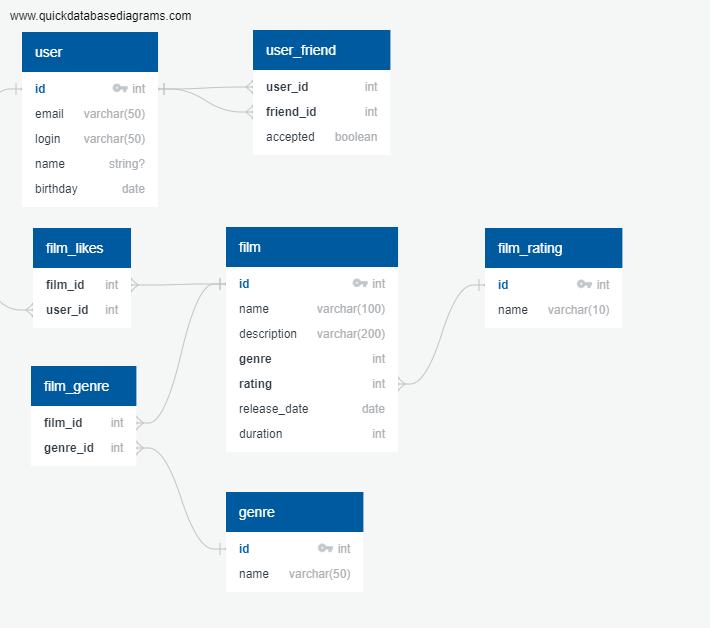 www.quickdatabasediagrams.com
user
id int
email varchar(50)
login varchar(50)
name string?
birthday date
user_friend
user_id int
friend_id int
accepted boolean
film_likes
film_id int
user_id int
film
id int
name varchar(100)
description varchar(200)
genre int
rating int
release_date date
duration int
film_rating
id int
name varchar(10)
film_genre
film_id int
genre_id int
genre
id int
name varchar(50)